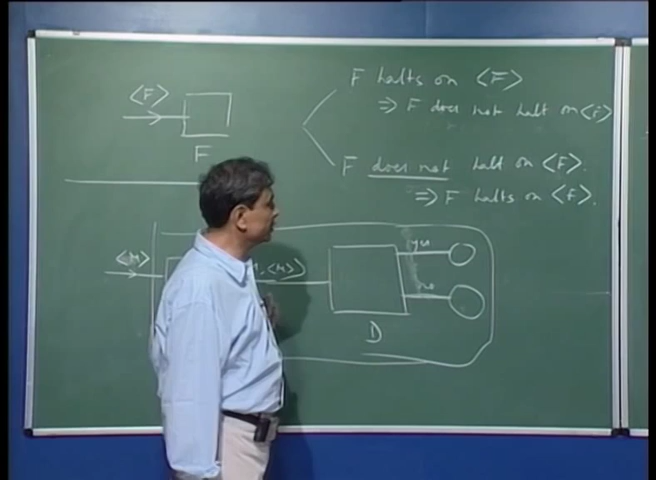 <F>
F
F halts on <F>
⇒ F does not halt on <F>
F does not halt on <F>.
⇒ F halts on <F>.
<M>
, <M>)
D
yes
no